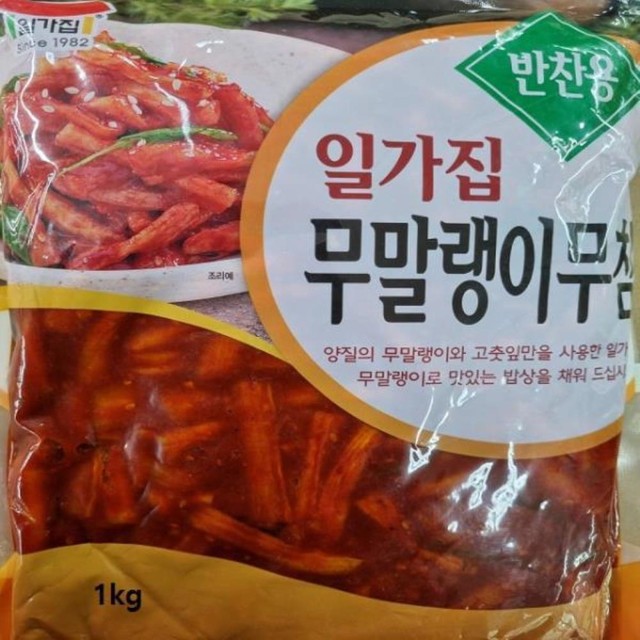 일가집
Since 1982
반찬용
일가집
무말랭이무침
조리예
양질의 무말랭이와 고춧잎만을 사용한 일가
무말랭이로 맛있는 밥상을 채워 드십시
1kg